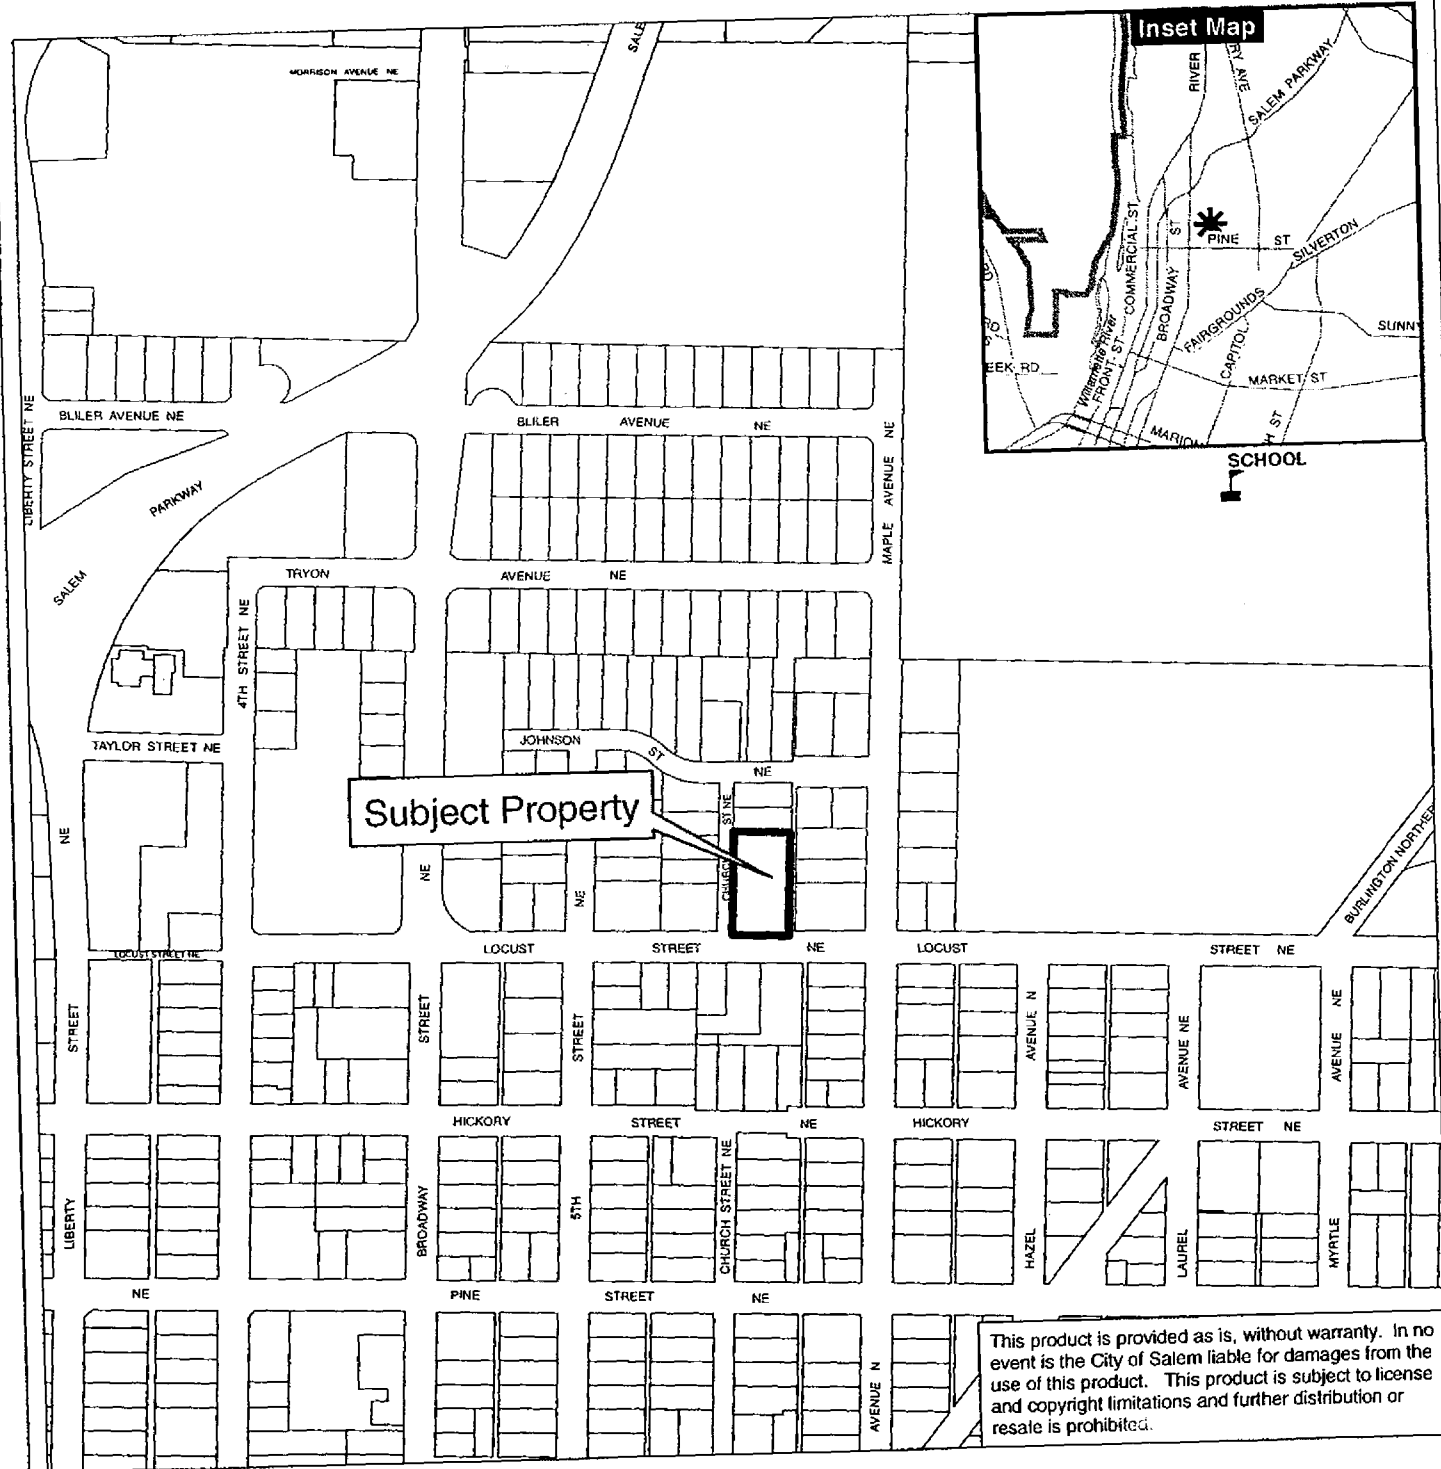 Inset Map
RIVER
RY AVE
SALEM PARKWAY
COMMERCIAL ST
ST
BROADWAY
PINE ST
SILVERTON
FAIRGROUNDS
SUNN
CAPITOL
MARKET ST
Willamette River
FRONT ST
EEK RD
RD
MARION
H ST
SCHOOL
MORRISON AVENUE NE
SALE
LIBERTY STREET NE
BLILER AVENUE NE
BLILER AVENUE NE
MAPLE AVENUE NE
SALEM PARKWAY
TRYON AVENUE NE
4TH STREET NE
TAYLOR STREET NE
JOHNSON ST NE
Subject Property
CHURCH ST NE
NE
NE
NE
BURLINGTON NORTHER
LOCUST STREET NE
LOCUST STREET NE
LOCUST STREET NE
STREET
STREET
STREET
AVENUE N
AVENUE NE
AVENUE NE
HICKORY STREET NE
HICKORY STREET NE
LIBERTY
BROADWAY
5TH
CHURCH STREET NE
HAZEL
LAUREL
MYRTLE
NE
PINE STREET NE
AVENUE N
This product is provided as is, without warranty. In no
event is the City of Salem liable for damages from the
use of this product. This product is subject to license
and copyright limitations and further distribution or
resale is prohibited.